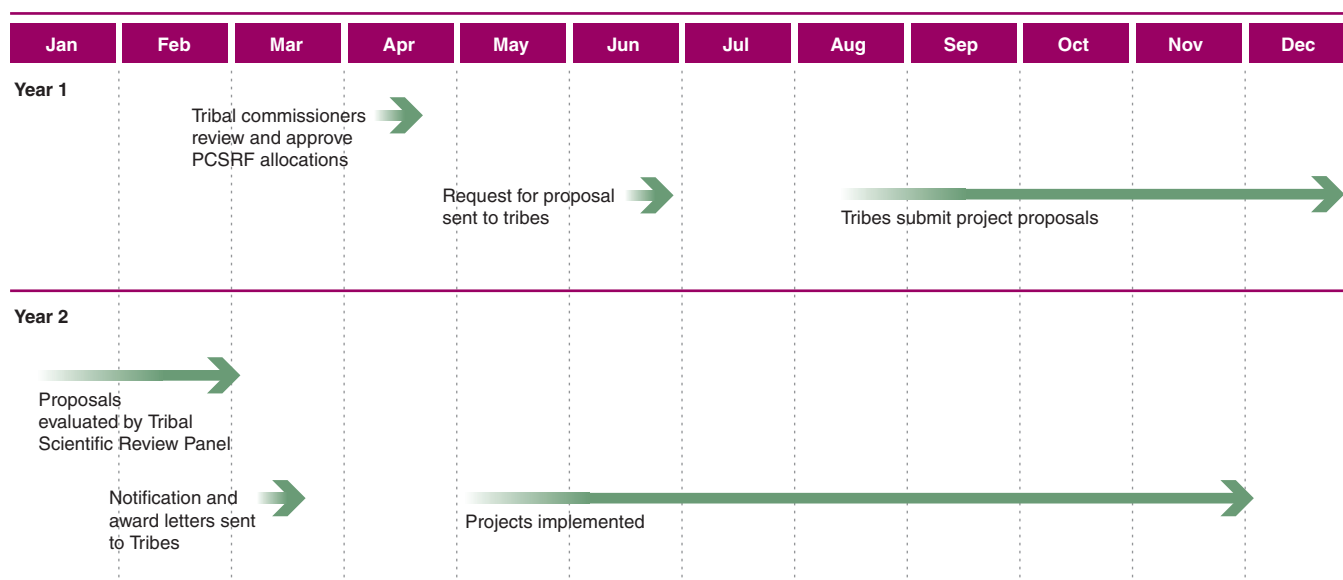 Jan Feb Mar Apr May Jun Jul Aug Sep Oct Nov Dec
Year 1
Tribal commissioners
review and approve
PCSRF allocations
Request for proposal
sent to tribes
Tribes submit project proposals
Year 2
Proposals
evaluated by Tribal
Scientific Review Panel
Notification and
award letters sent
to Tribes
Projects implemented